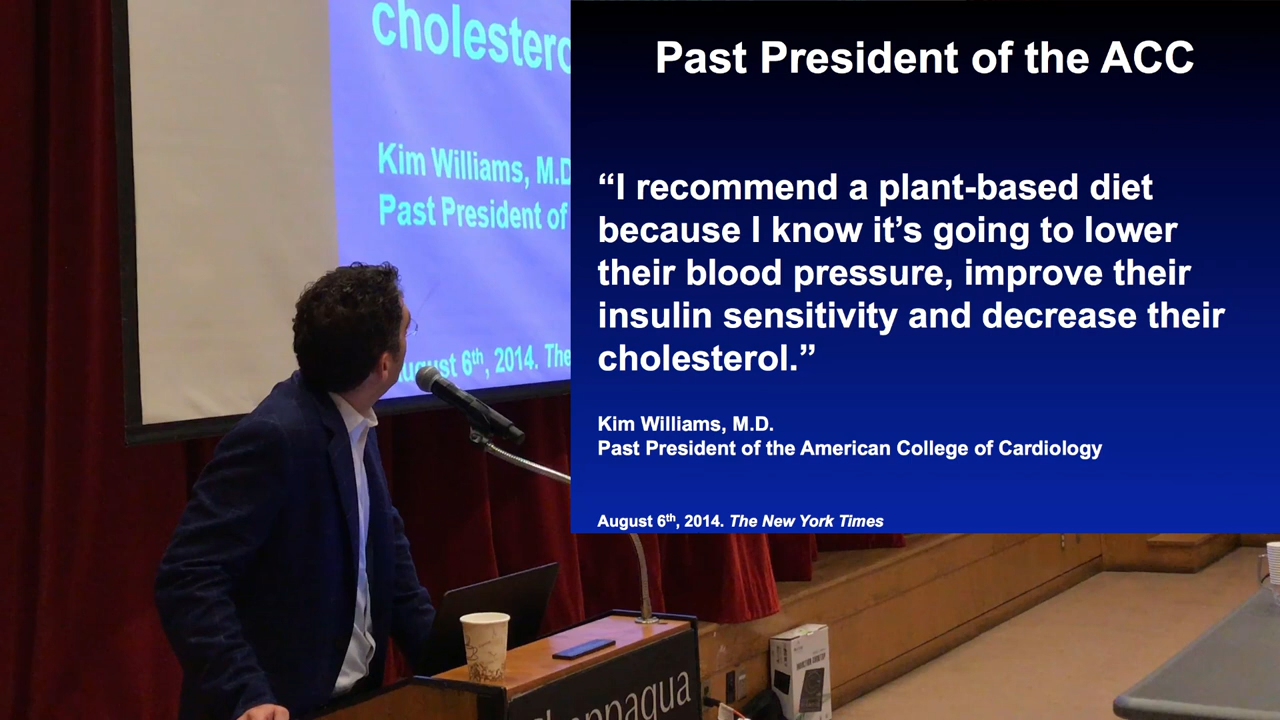 cholestero
Kim Williams, M.D
Past President of
August 6th, 2014. The
Past President of the ACC
“I recommend a plant-based diet
because I know it’s going to lower
their blood pressure, improve their
insulin sensitivity and decrease their
cholesterol.”
Kim Williams, M.D.
Past President of the American College of Cardiology
August 6th, 2014. The New York Times
Chappaqua